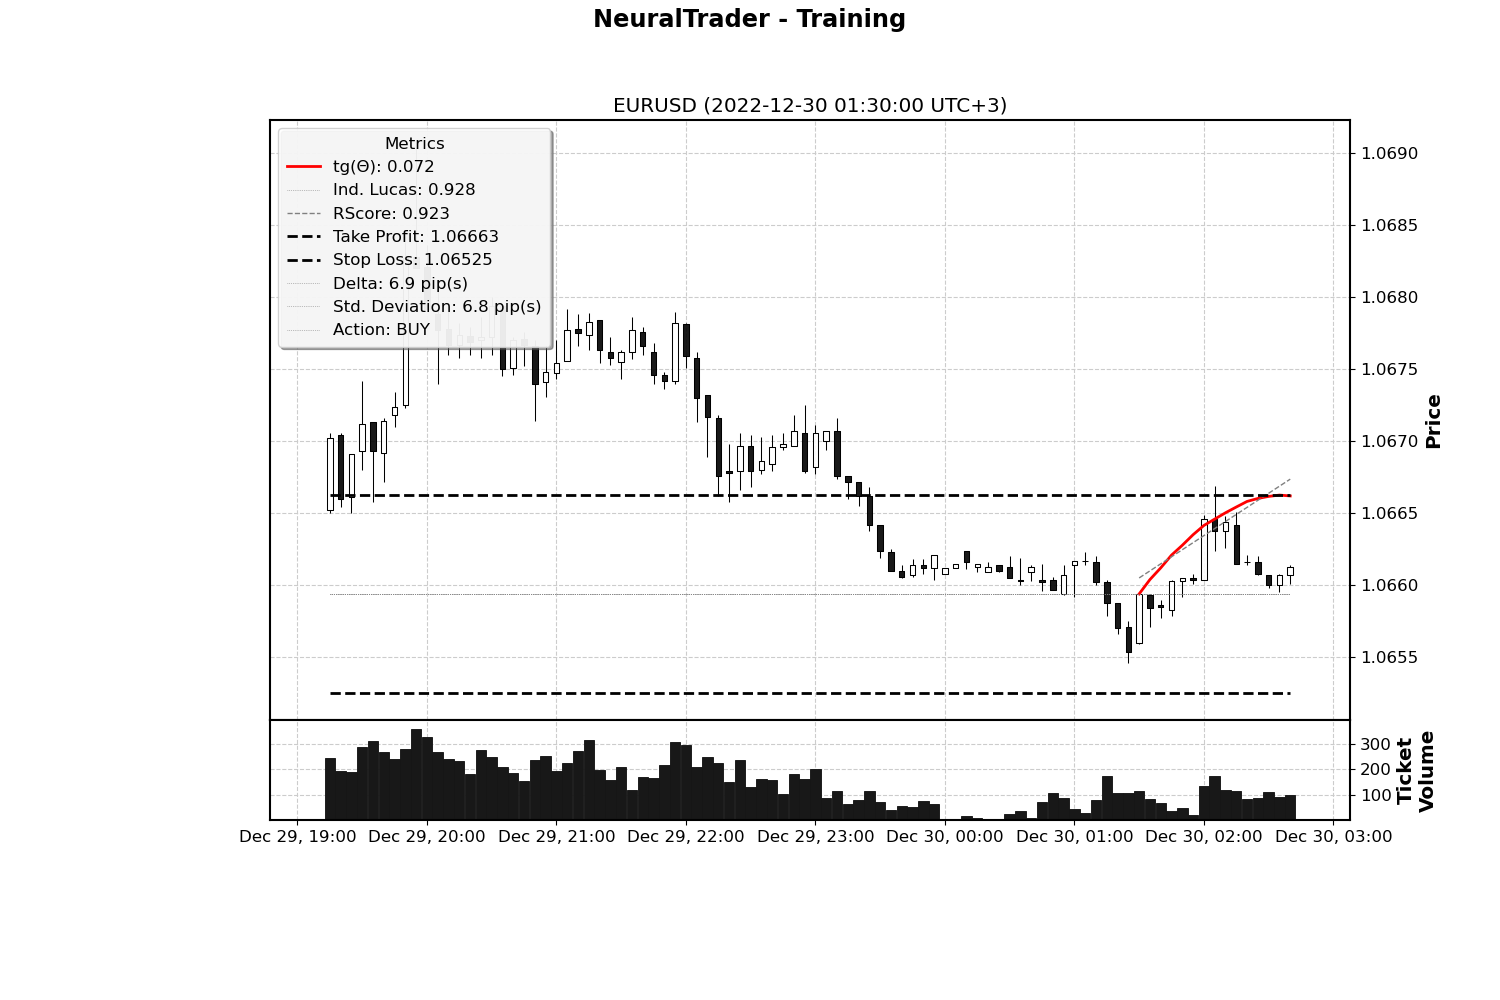 NeuralTrader - Training
EURUSD (2022-12-30 01:30:00 UTC+3)
Metrics
tg(Θ): 0.072
Ind. Lucas: 0.928
RScore: 0.923
Take Profit: 1.06663
Stop Loss: 1.06525
Delta: 6.9 pip(s)
Std. Deviation: 6.8 pip(s)
Action: BUY
1.0690
1.0685
1.0680
1.0675
1.0670
1.0665
1.0660
1.0655
Price
300
200
100
Ticket
Volume
Dec 29, 19:00 Dec 29, 20:00 Dec 29, 21:00 Dec 29, 22:00 Dec 29, 23:00 Dec 30, 00:00 Dec 30, 01:00 Dec 30, 02:00 Dec 30, 03:00